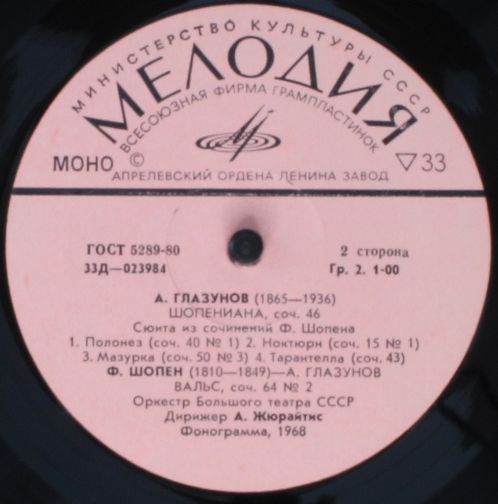 МИНИСТЕРСТВО КУЛЬТУРЫ СССР
МЕЛОДИЯ
ВСЕСОЮЗНАЯ ФИРМА ГРАМПЛАСТИНОК
МОНО © ▽33
АПРЕЛЕВСКИЙ ОРДЕНА ЛЕНИНА ЗАВОД
ГОСТ 5289-80 2 сторона
33Д—023984 Гр. 2. 1-00
А. ГЛАЗУНОВ (1865—1936)
ШОПЕНИАНА, соч. 46
Сюита из сочинений Ф. Шопена
1. Полонез (соч. 40 № 1) 2. Ноктюрн (соч. 15 № 1)
3. Мазурка (соч. 50 № 3) 4. Тарантелла (соч. 43)
Ф. ШОПЕН (1810—1849)—А. ГЛАЗУНОВ
ВАЛЬС, соч. 64 № 2
Оркестр Большого театра СССР
Дирижер А. Жюрайтис
Фонограмма, 1968